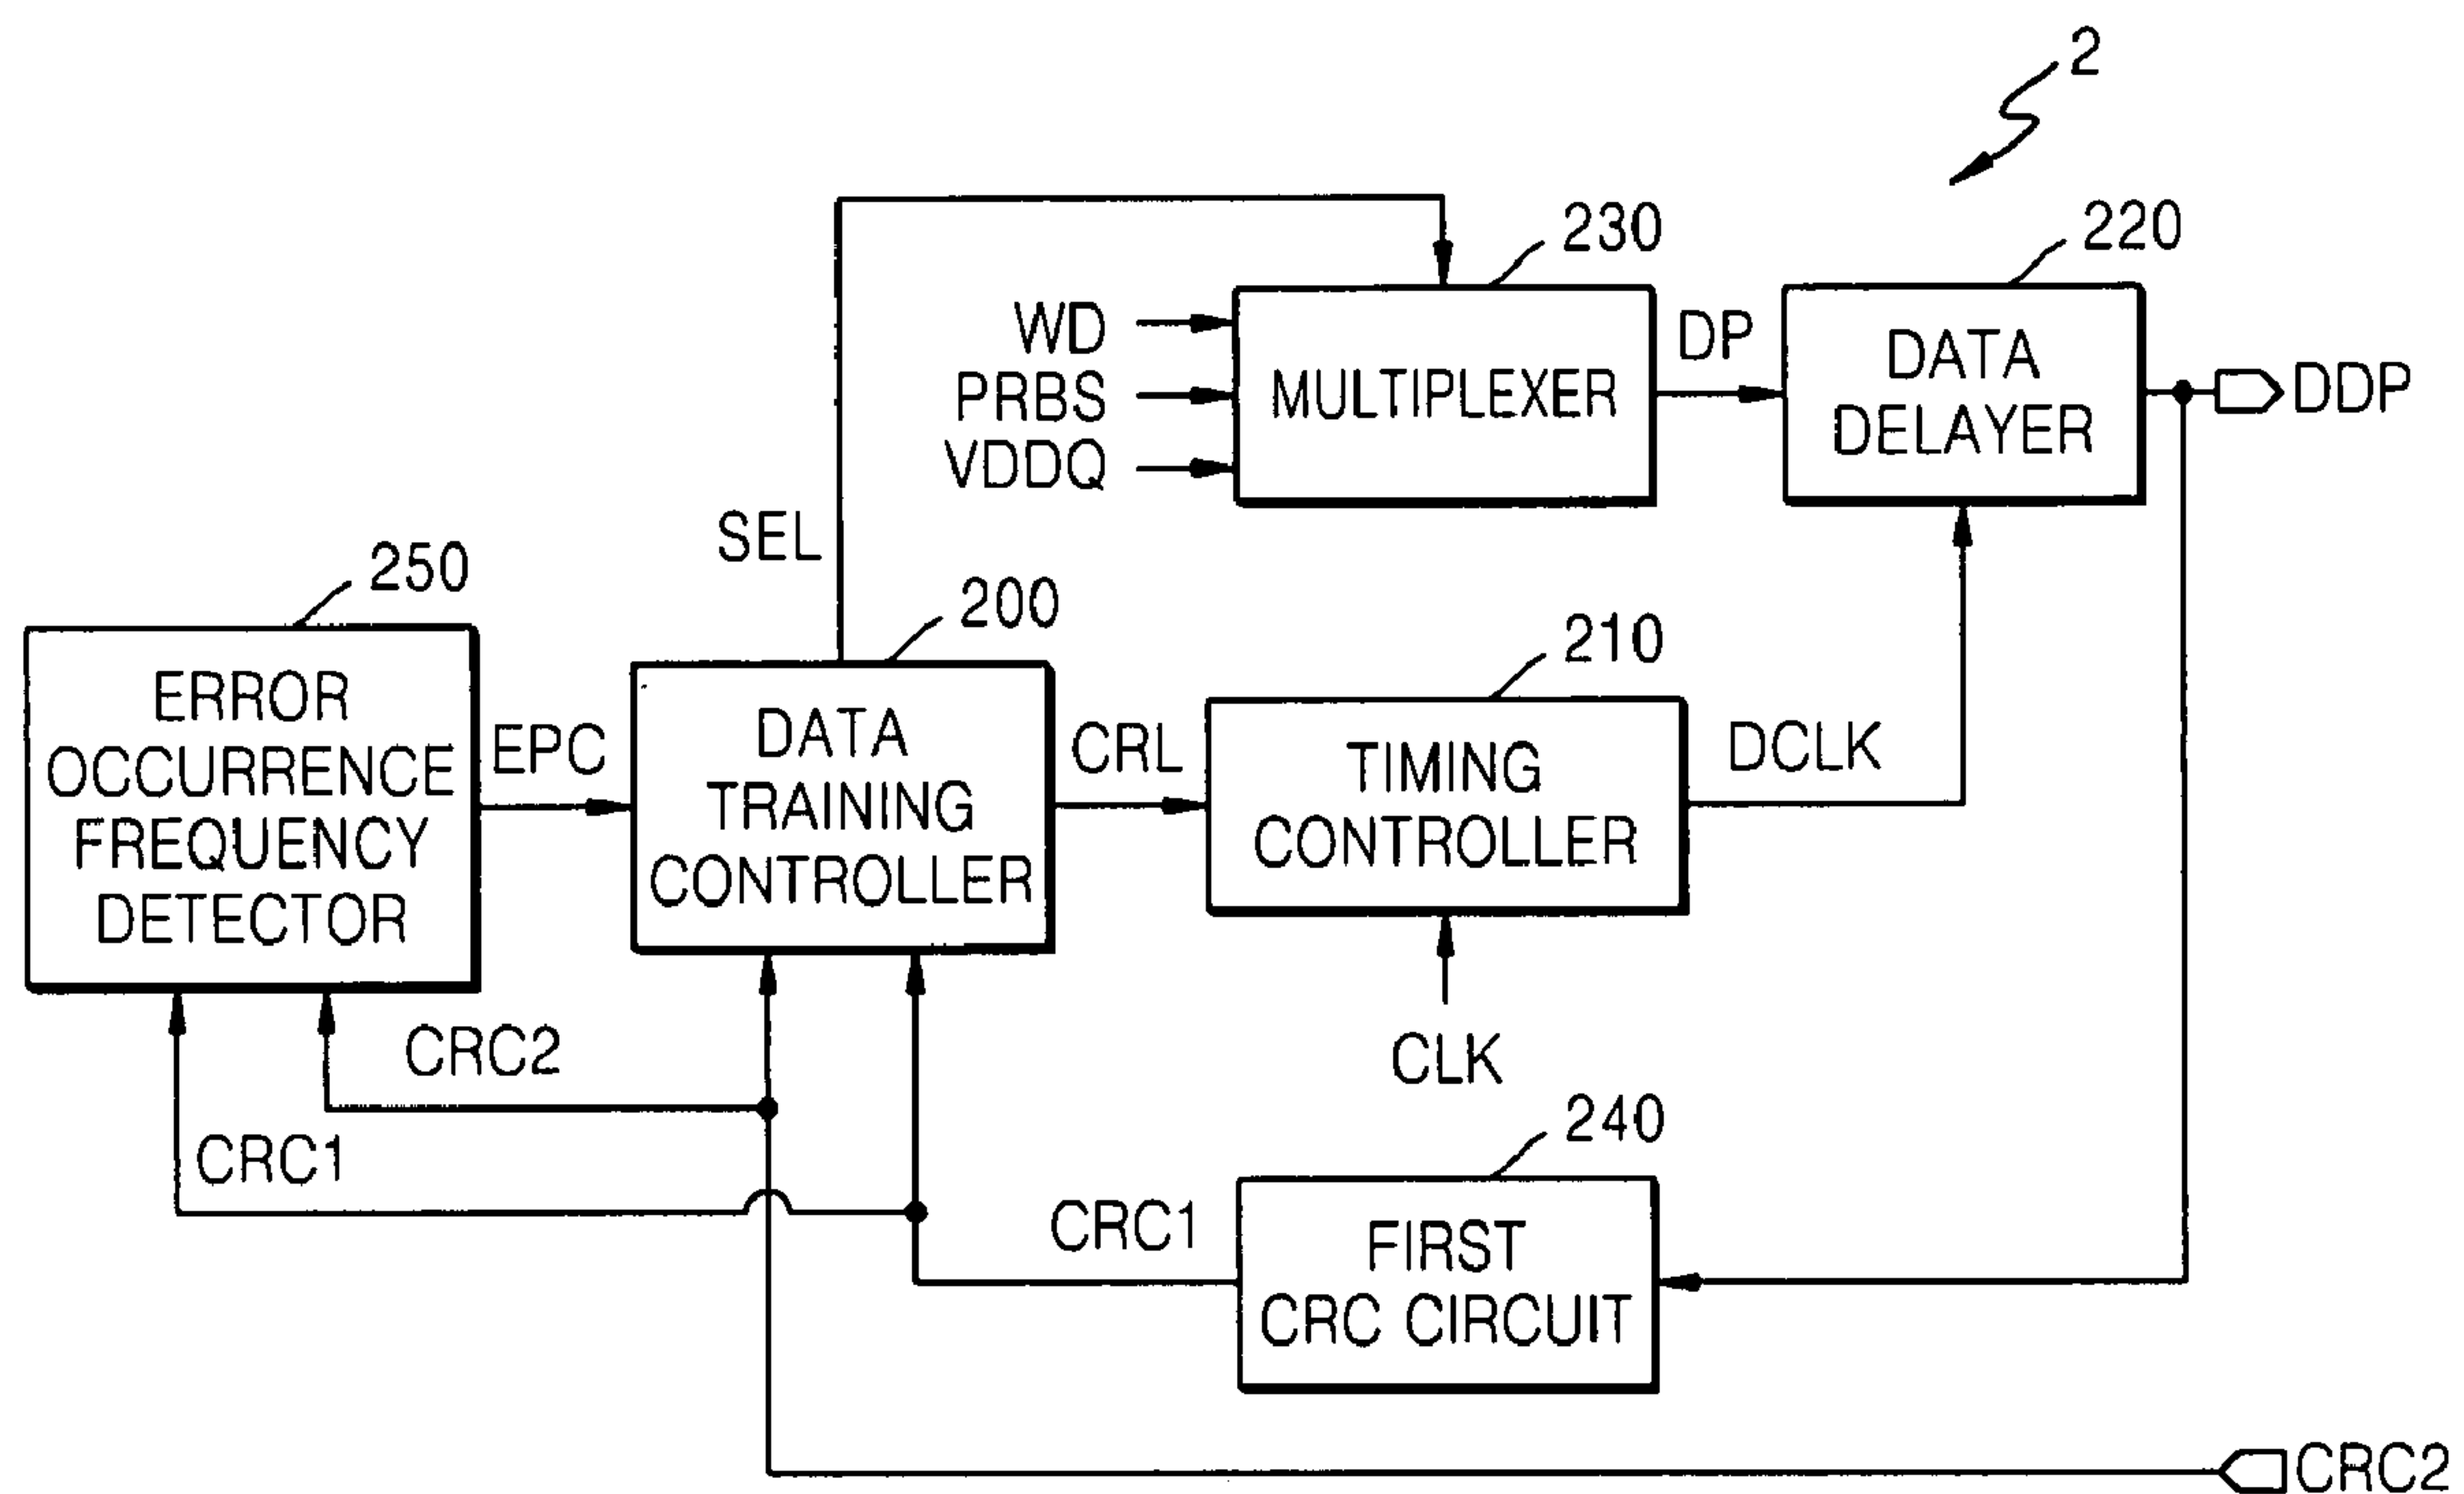 2
230
220
WD
PRBS
VDDQ
MULTIPLEXER
DP
DATA
DELAYER
DDP
SEL
250
200
210
ERROR
OCCURRENCE
FREQUENCY
DETECTOR
EPC
DATA
TRAINING
CONTROLLER
CRL
TIMING
CONTROLLER
DCLK
CRC2
CLK
CRC1
240
CRC1
FIRST
CRC CIRCUIT
CRC2